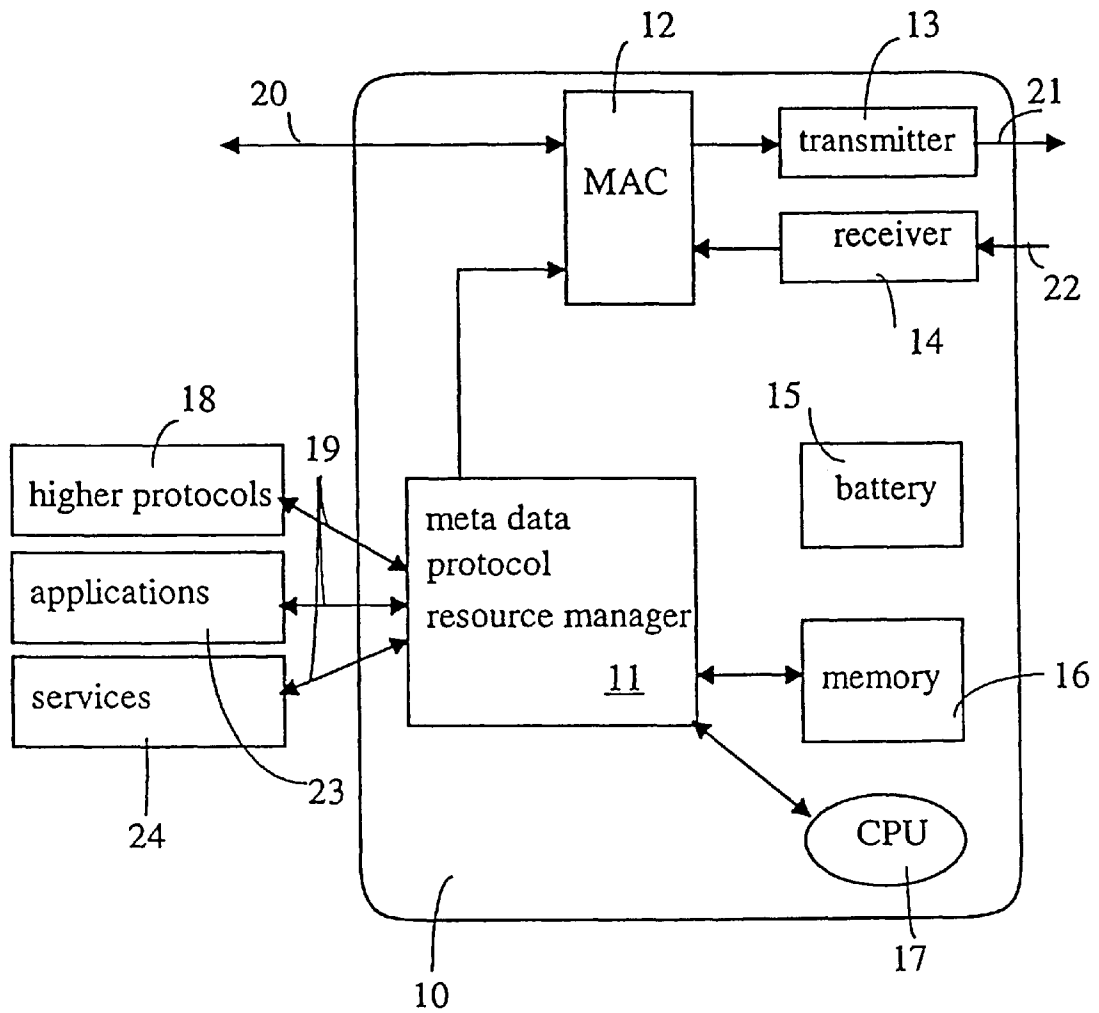 12
13
20
21
transmitter
MAC
receiver
22
14
18
15
19
higher protocols
battery
meta data
protocol
applications
resource manager
services
11
memory
16
23
24
CPU
17
10